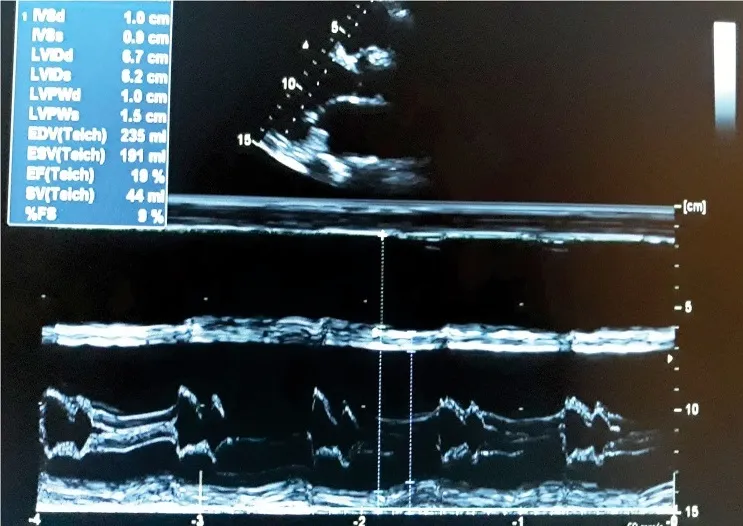 1 IVSd 1.0 cm
IVSs 0.9 cm
LVIDd 6.7 cm
LVIDs 6.2 cm
LVPWd 1.0 cm
LVPWs 1.5 cm
EDV(Teich) 235 ml
ESV(Teich) 191 ml
EF(Teich) 19 %
SV(Teich) 44 ml
%FS 9 %
5
10
15
[cm]
5
10
15
-4
-3
-2
-1